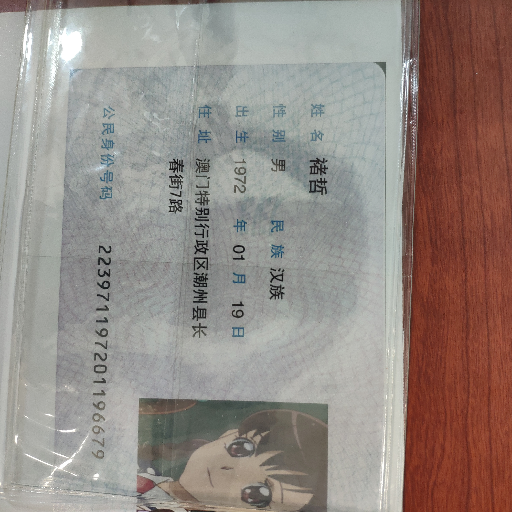 姓名 褚哲
性别 男 民族 汉族
出生 1972 年 01 月 19 日
住址 澳门特别行政区潮州县长
春街7路
公民身份号码 223971197201196679